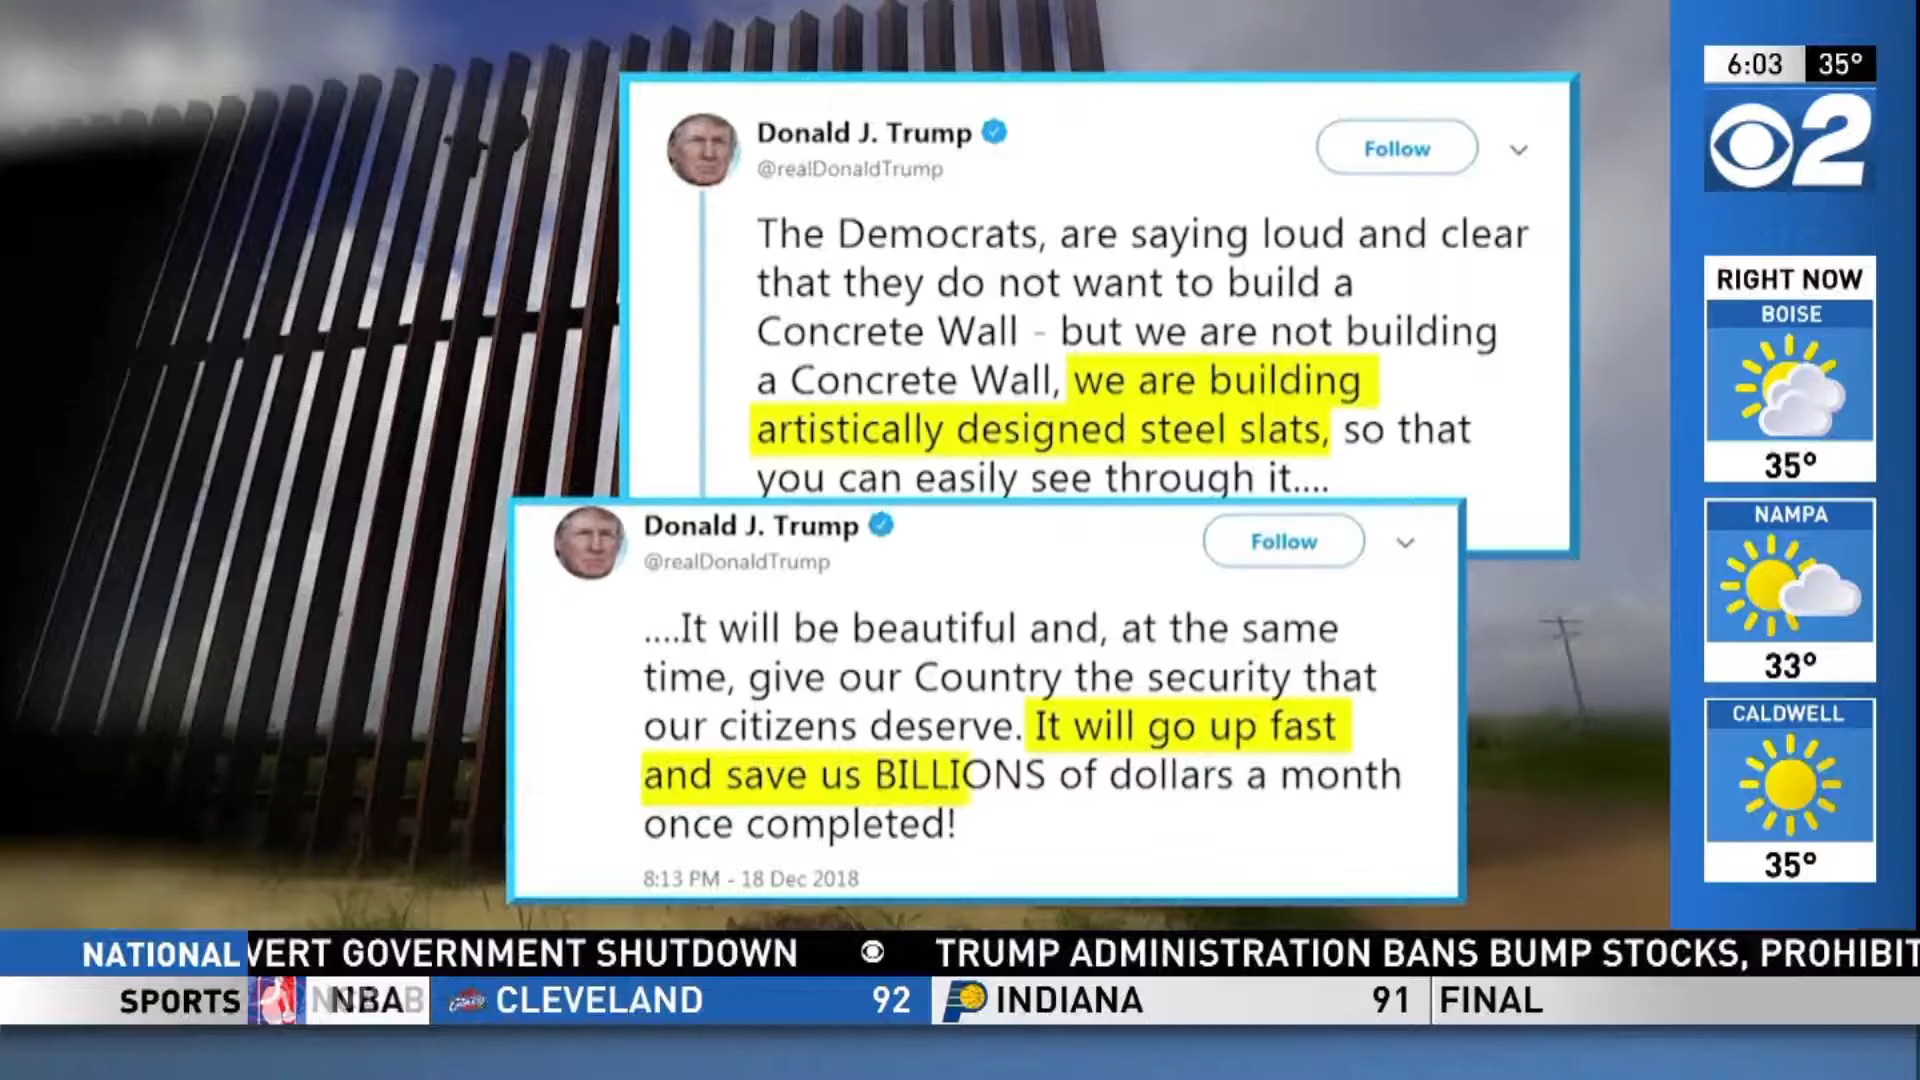 Donald J. Trump
@realDonaldTrump
Follow
The Democrats, are saying loud and clear
that they do not want to build a
Concrete Wall - but we are not building
a Concrete Wall, we are building
artistically designed steel slats, so that
you can easily see through it....
Donald J. Trump
@realDonaldTrump
Follow
....It will be beautiful and, at the same
time, give our Country the security that
our citizens deserve. It will go up fast
and save us BILLIONS of dollars a month
once completed!
8:13 PM - 18 Dec 2018
6:03 35°
2
RIGHT NOW
BOISE
35°
NAMPA
33°
CALDWELL
35°
NATIONAL VERT GOVERNMENT SHUTDOWN TRUMP ADMINISTRATION BANS BUMP STOCKS, PROHIBIT
SPORTS NBA CLEVELAND 92 INDIANA 91 FINAL